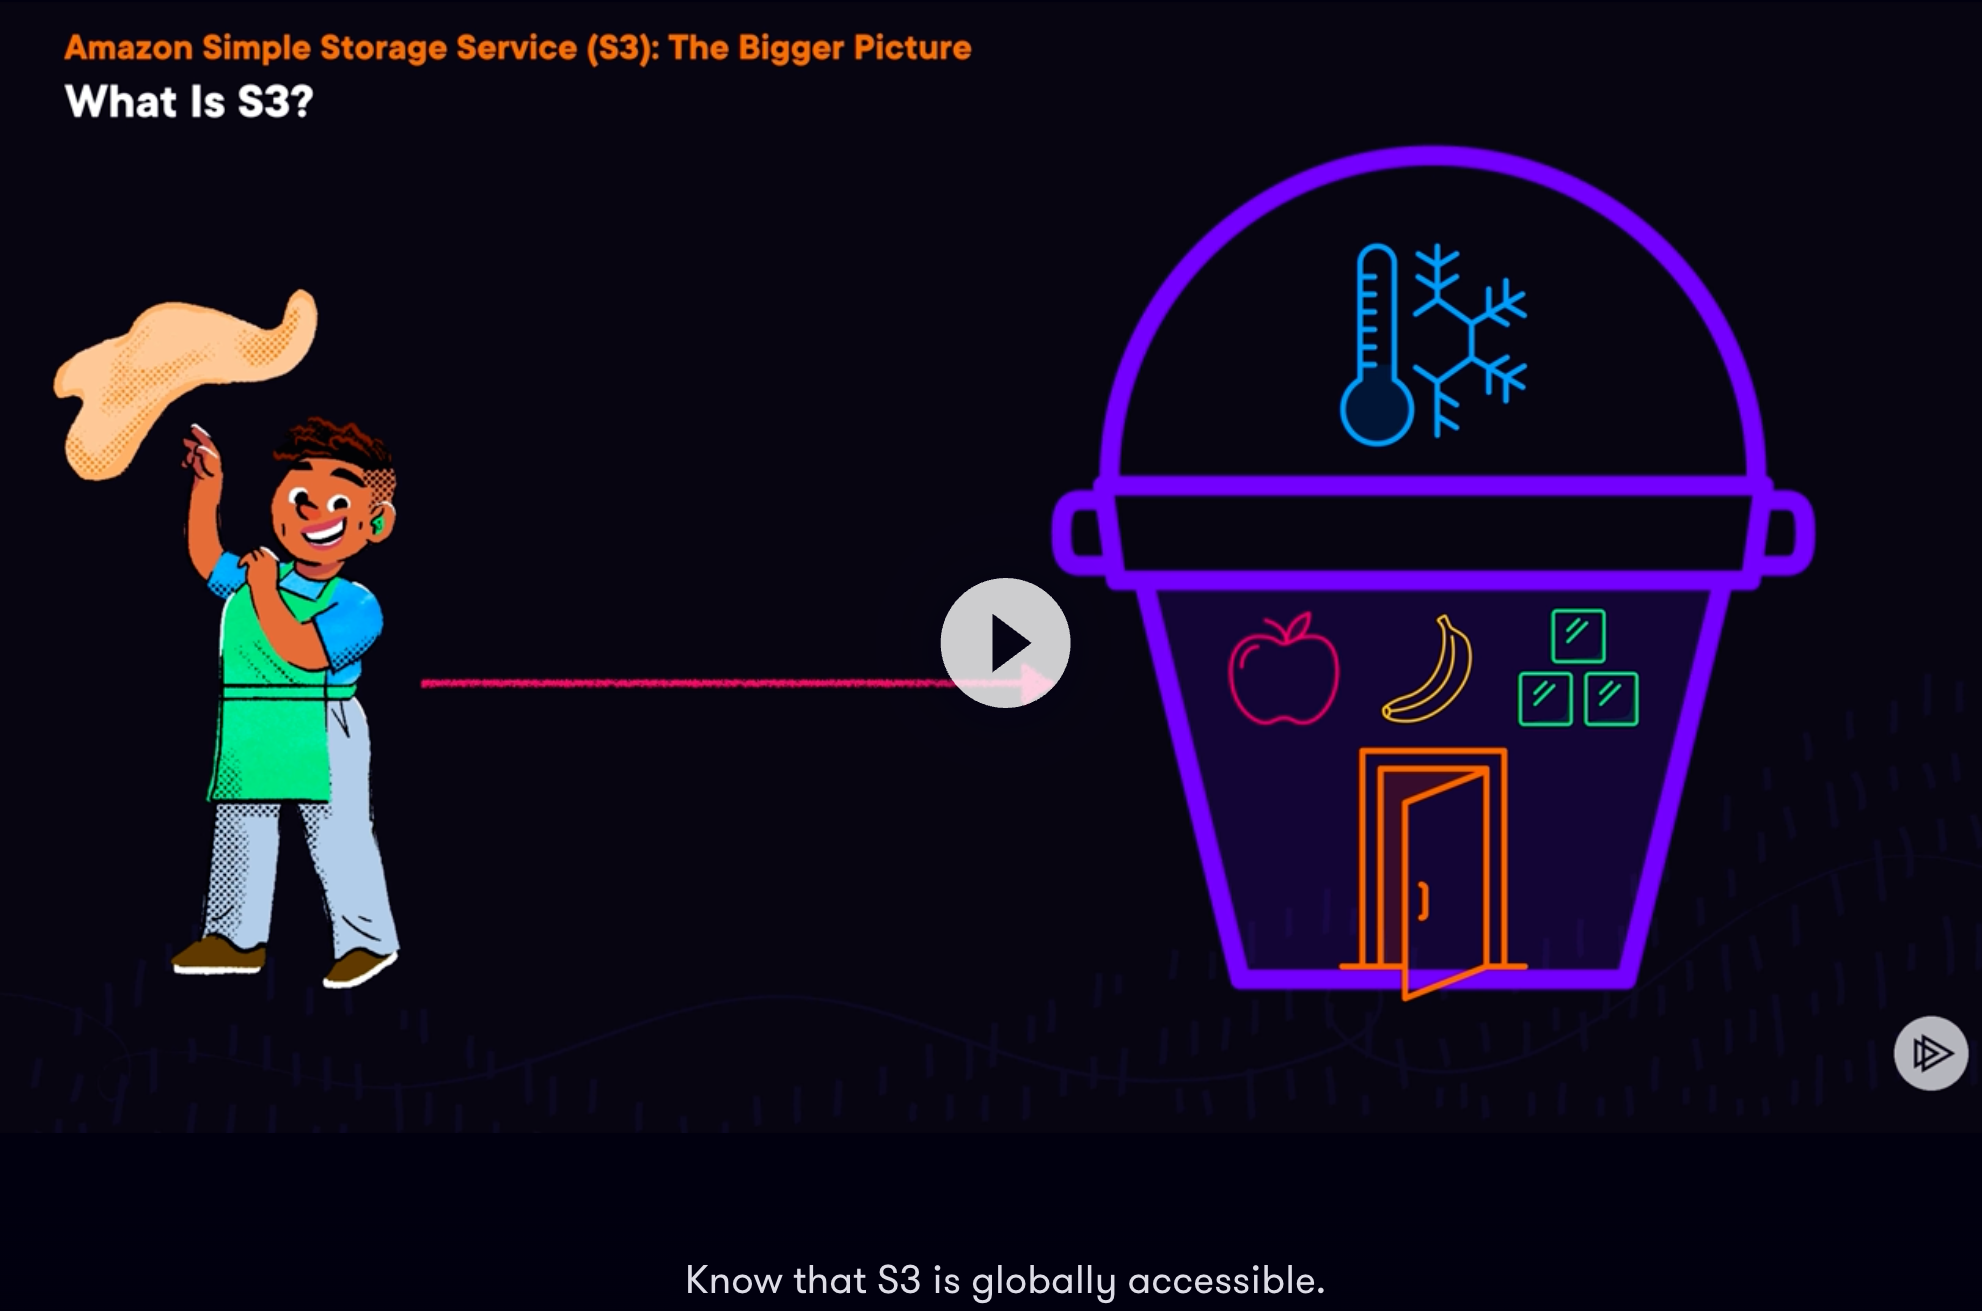 Amazon Simple Storage Service (S3): The Bigger Picture
What Is S3?
Know that S3 is globally accessible.